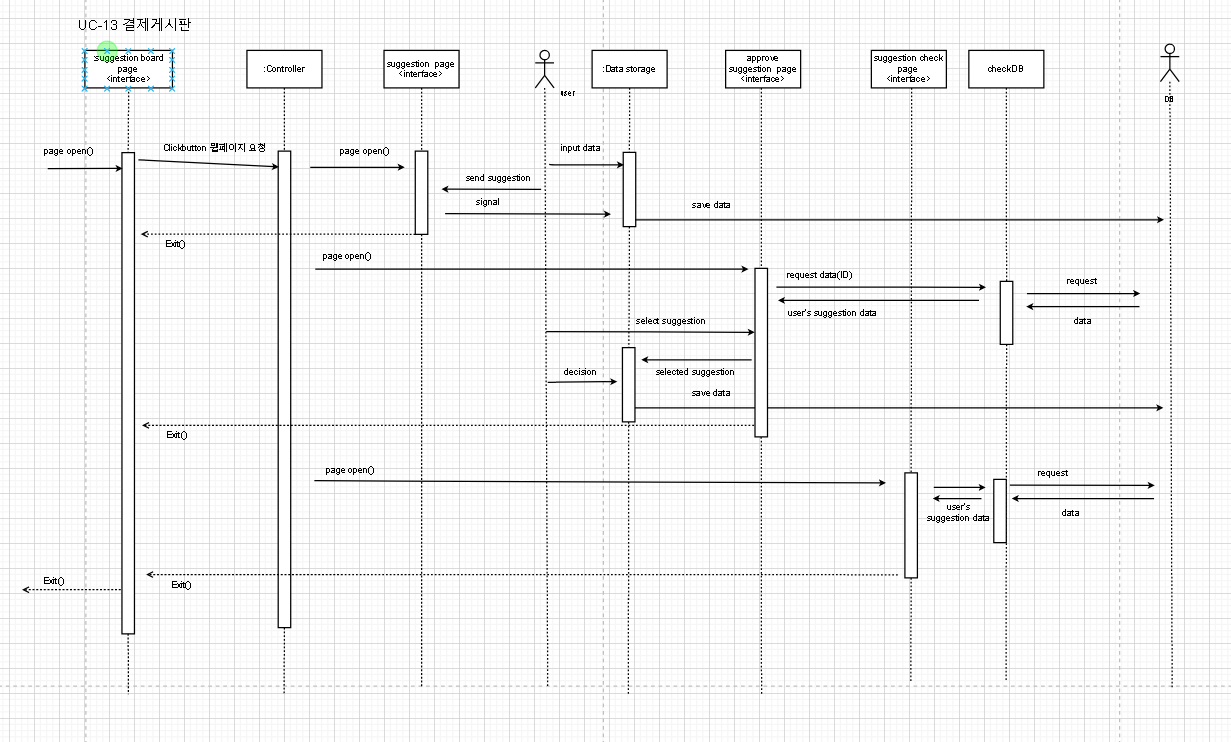 UC-13 결제게시판
:suggestion board
page
<interface>
:Controller
suggestion page
<interface>
user
:Data storage
approve
suggestion page
<interface>
suggestion check
page
<interface>
checkDB
DB
page open()
Clickbutton 웹페이지 요청
page open()
input data
send suggestion
signal
save data
Exit()
page open()
request data(ID)
request
user's suggestion data
data
select suggestion
decision
selected suggestion
save data
Exit()
page open()
request
user's
suggestion data
data
Exit()
Exit()